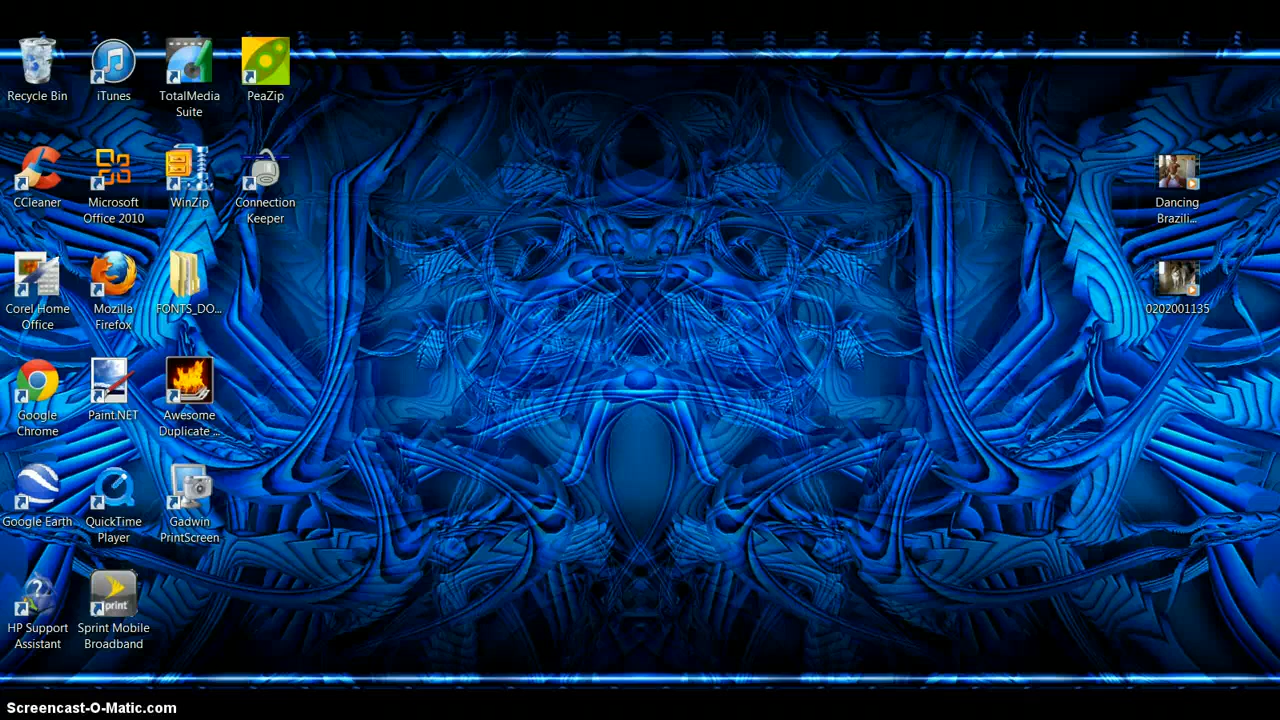 Recycle Bin
iTunes
TotalMedia
Suite
PeaZip
CCleaner
Microsoft
Office 2010
WinZip
Connection
Keeper
Dancing
Brazili...
Corel Home
Office
Mozilla
Firefox
FONTS_DO...
0202001135
Google
Chrome
Paint.NET
Awesome
Duplicate ...
Google Earth
QuickTime
Player
Gadwin
PrintScreen
print
HP Support
Assistant
Sprint Mobile
Broadband
Screencast-O-Matic.com